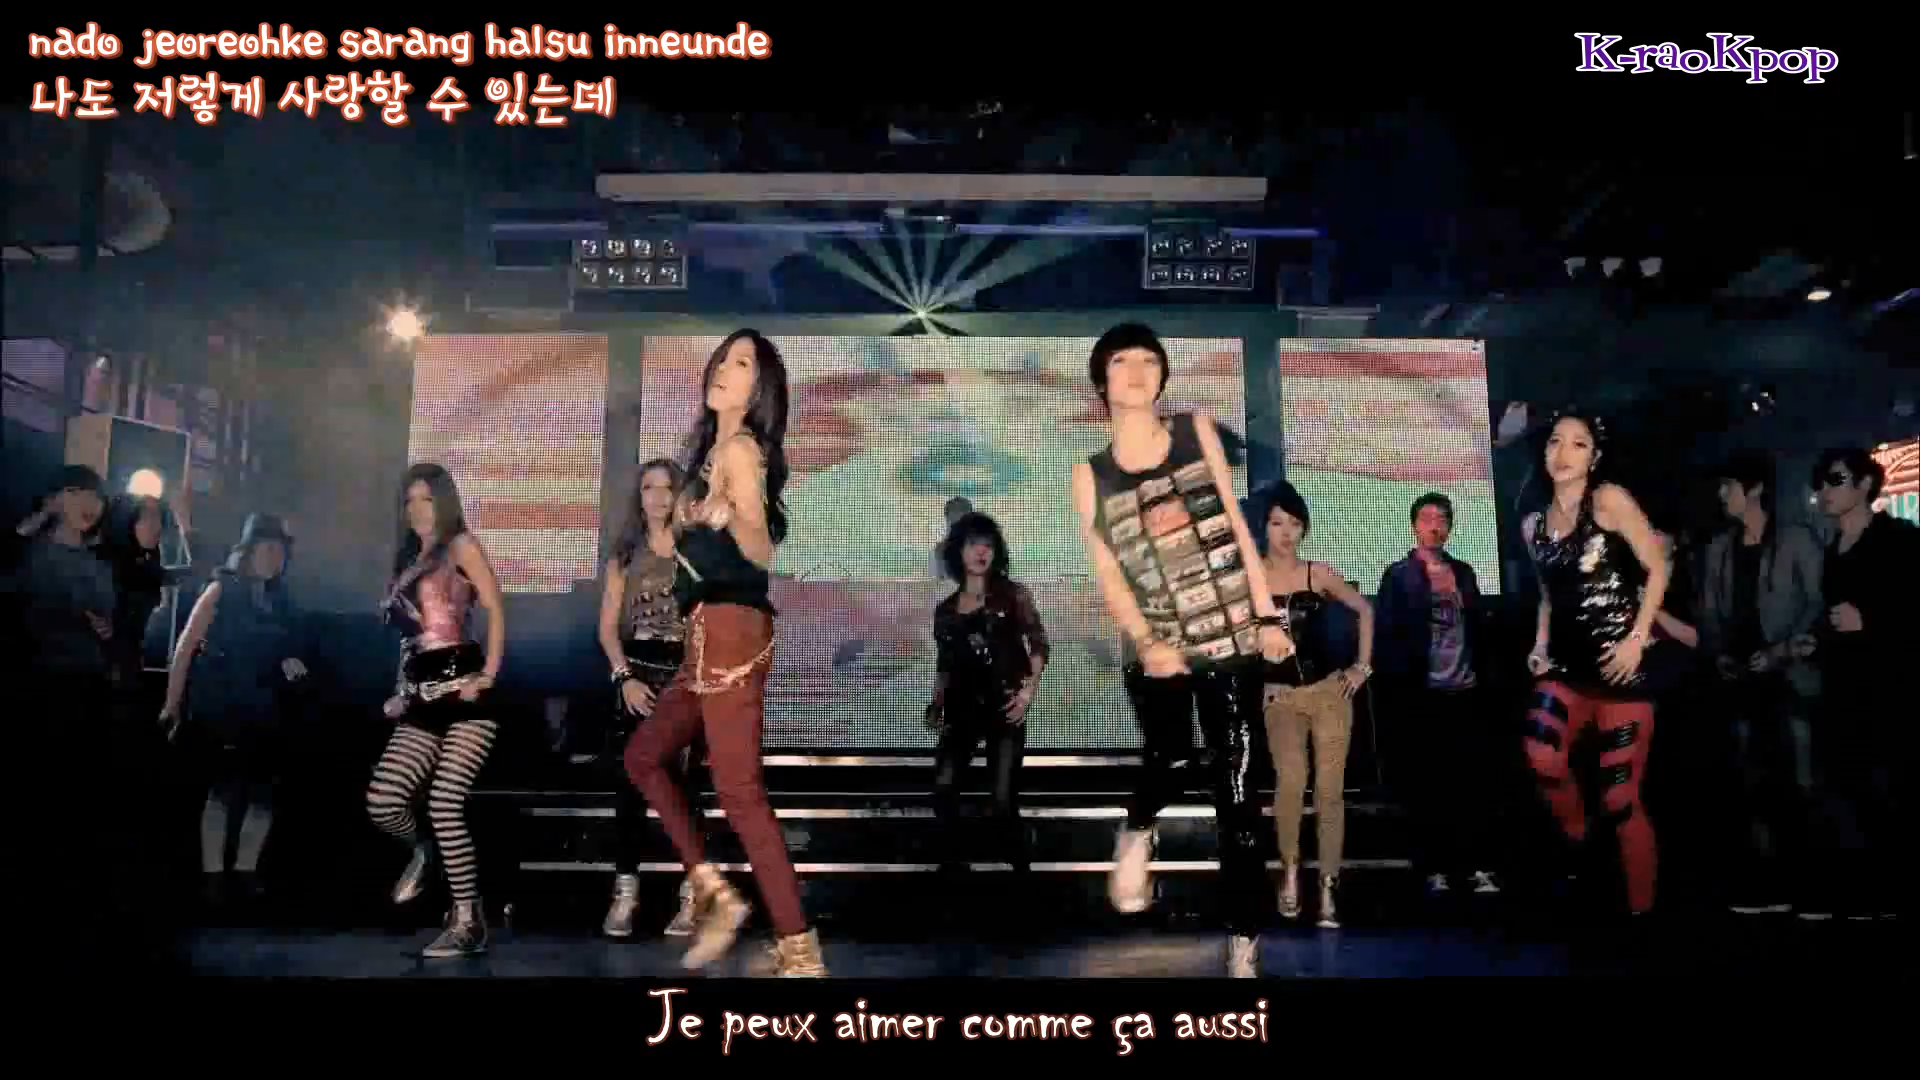 nado jeoreohke sarang halsu inneunde
나도 저렇게 사랑할 수 있는데
K-raoKpop
Je peux aimer comme ça aussi